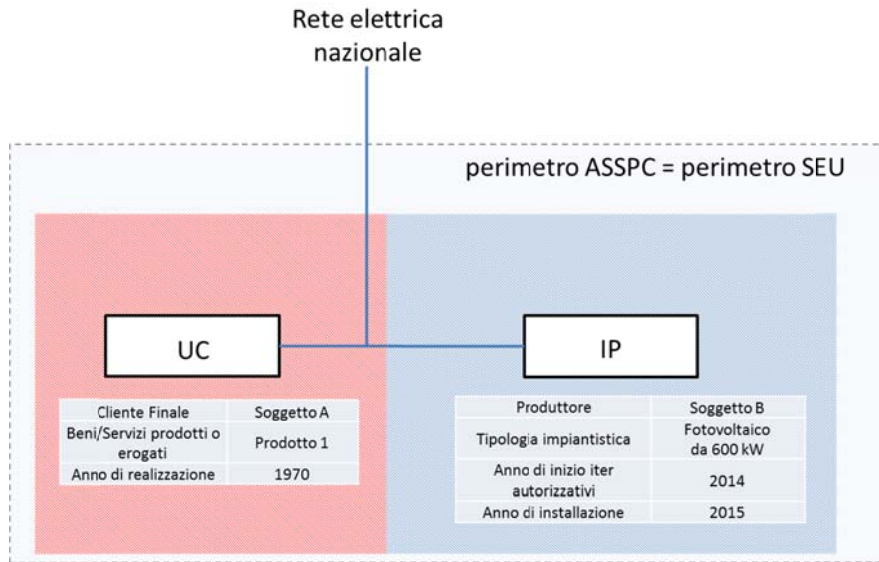 Rete elettrica
nazionale
perimetro ASSPC = perimetro SEU
UC
IP
Cliente Finale Soggetto A
Beni/Servizi prodotti o
erogati Prodotto 1
Anno di realizzazione 1970
Produttore Soggetto B
Tipologia impiantistica Fotovoltaico
da 600 kW
Anno di inizio iter
autorizzativi 2014
Anno di installazione 2015